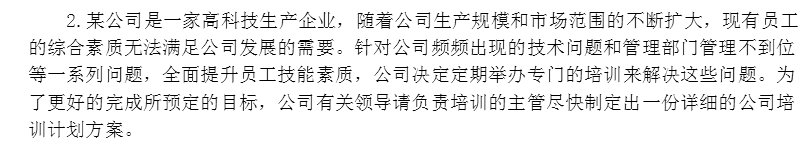 2.某公司是一家高科技生产企业，随着公司生产规模和市场范围的不断扩大，现有员工
的综合素质无法满足公司发展的需要。针对公司频频出现的技术问题和管理部门管理不到位
等一系列问题，全面提升员工技能素质，公司决定定期举办专门的培训来解决这些问题。为
了更好的完成所预定的目标，公司有关领导请负责培训的主管尽快制定出一份详细的公司培
训计划方案。